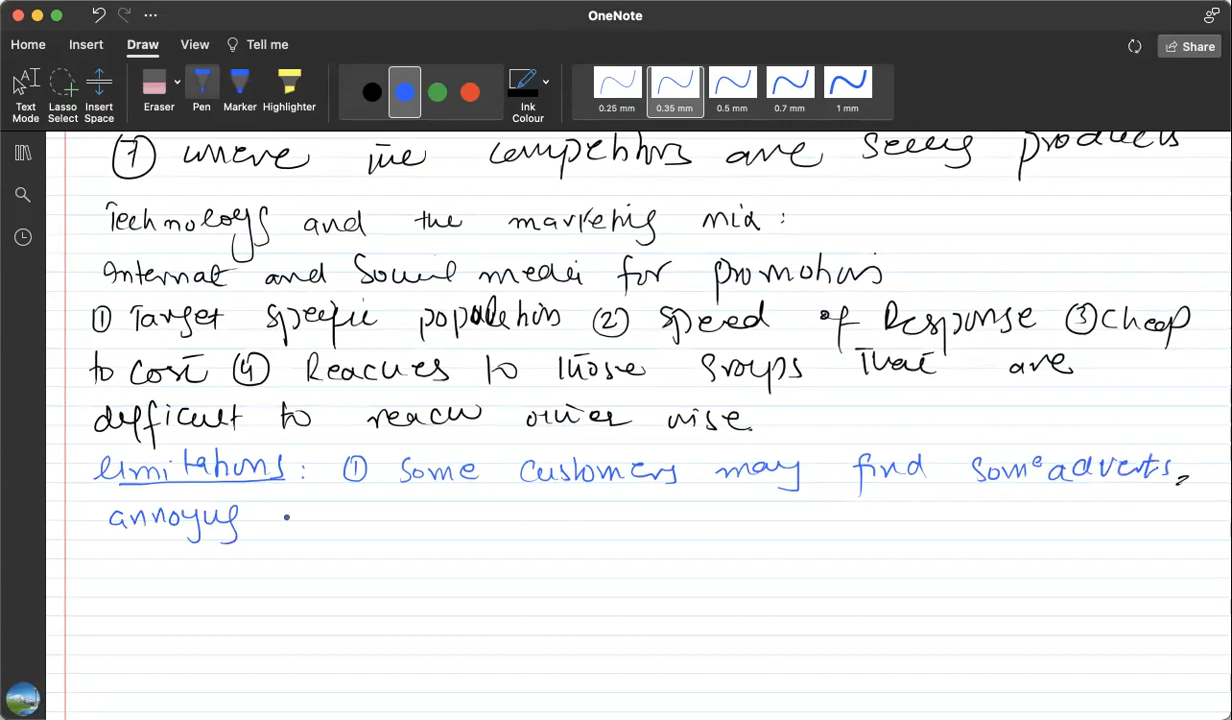 OneNote
Home Insert Draw View Tell me
Share
Text Mode Lasso Select Insert Space Eraser Pen Marker Highlighter Ink Colour 0.25 mm 0.35 mm 0.5 mm 0.7 mm 1 mm
⑦ where the competitors are selling products
Technology and the marketing mix :
Internet and Social media for promotions
① Target specific population ② Speed of Response ③ Cheap
to cost ④ Reaches to those groups That are
difficult to reach other wise.
limitations : ① Some customers may find some adverts
annoying